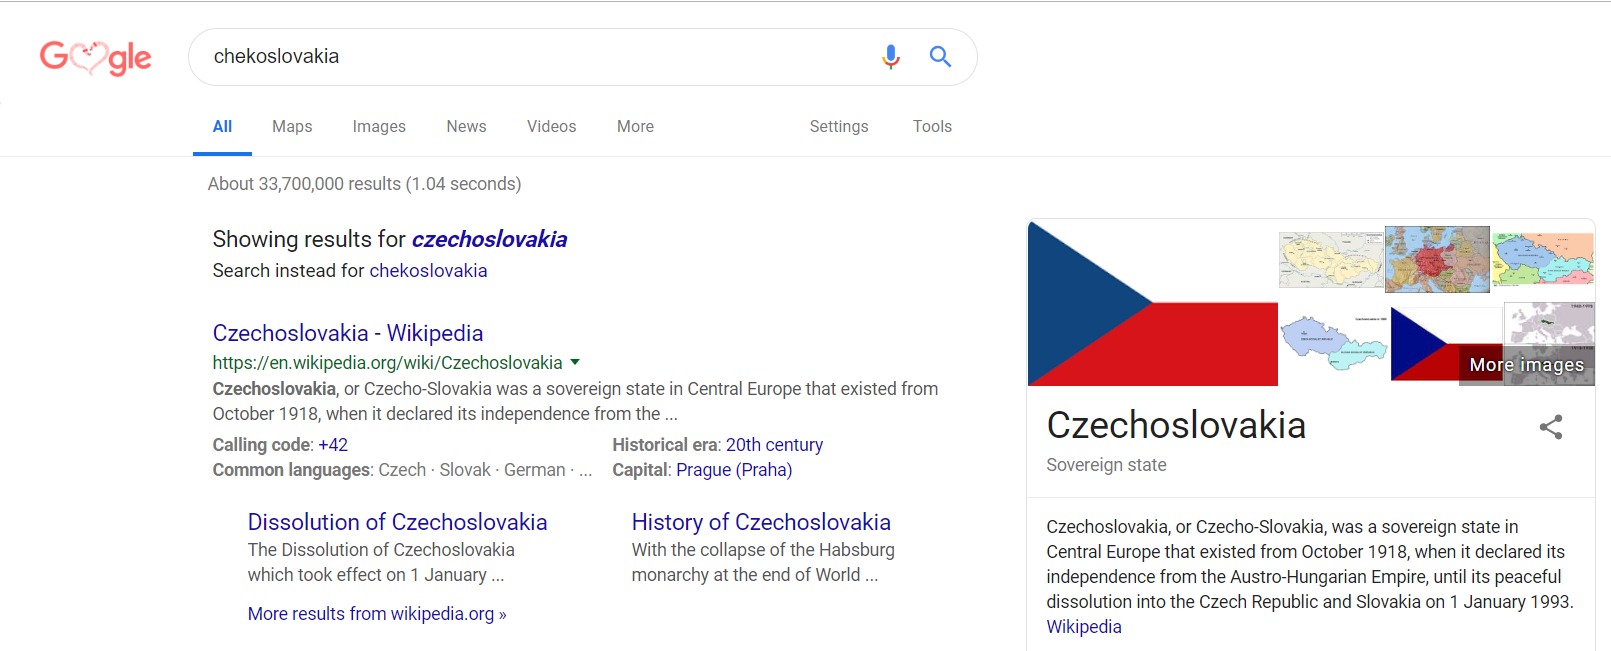 Google
chekoslovakia
All Maps Images News Videos More Settings Tools
About 33,700,000 results (1.04 seconds)
Showing results for czechoslovakia
Search instead for chekoslovakia
Czechoslovakia - Wikipedia
https://en.wikipedia.org/wiki/Czechoslovakia
Czechoslovakia, or Czecho-Slovakia was a sovereign state in Central Europe that existed from
October 1918, when it declared its independence from the ...
Calling code: +42
Historical era: 20th century
Common languages: Czech · Slovak · German · ...
Capital: Prague (Praha)
Dissolution of Czechoslovakia
The Dissolution of Czechoslovakia
which took effect on 1 January ...
History of Czechoslovakia
With the collapse of the Habsburg
monarchy at the end of World ...
More results from wikipedia.org »
More images
Czechoslovakia
Sovereign state
Czechoslovakia, or Czecho-Slovakia, was a sovereign state in
Central Europe that existed from October 1918, when it declared its
independence from the Austro-Hungarian Empire, until its peaceful
dissolution into the Czech Republic and Slovakia on 1 January 1993.
Wikipedia